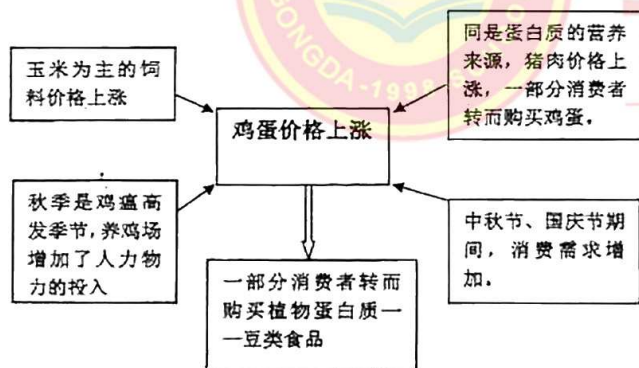 玉米为主的饲
料价格上涨
同是蛋白质的营养
来源，猪肉价格上
涨，一部分消费者
转而购买鸡蛋。
鸡蛋价格上涨
秋季是鸡瘟高
发季节，养鸡场
增加了人力物
力的投入
中秋节、国庆节期
间，消费需求增
加。
一部分消费者转而
购买植物蛋白质一
一豆类食品
GONGDA-1998-